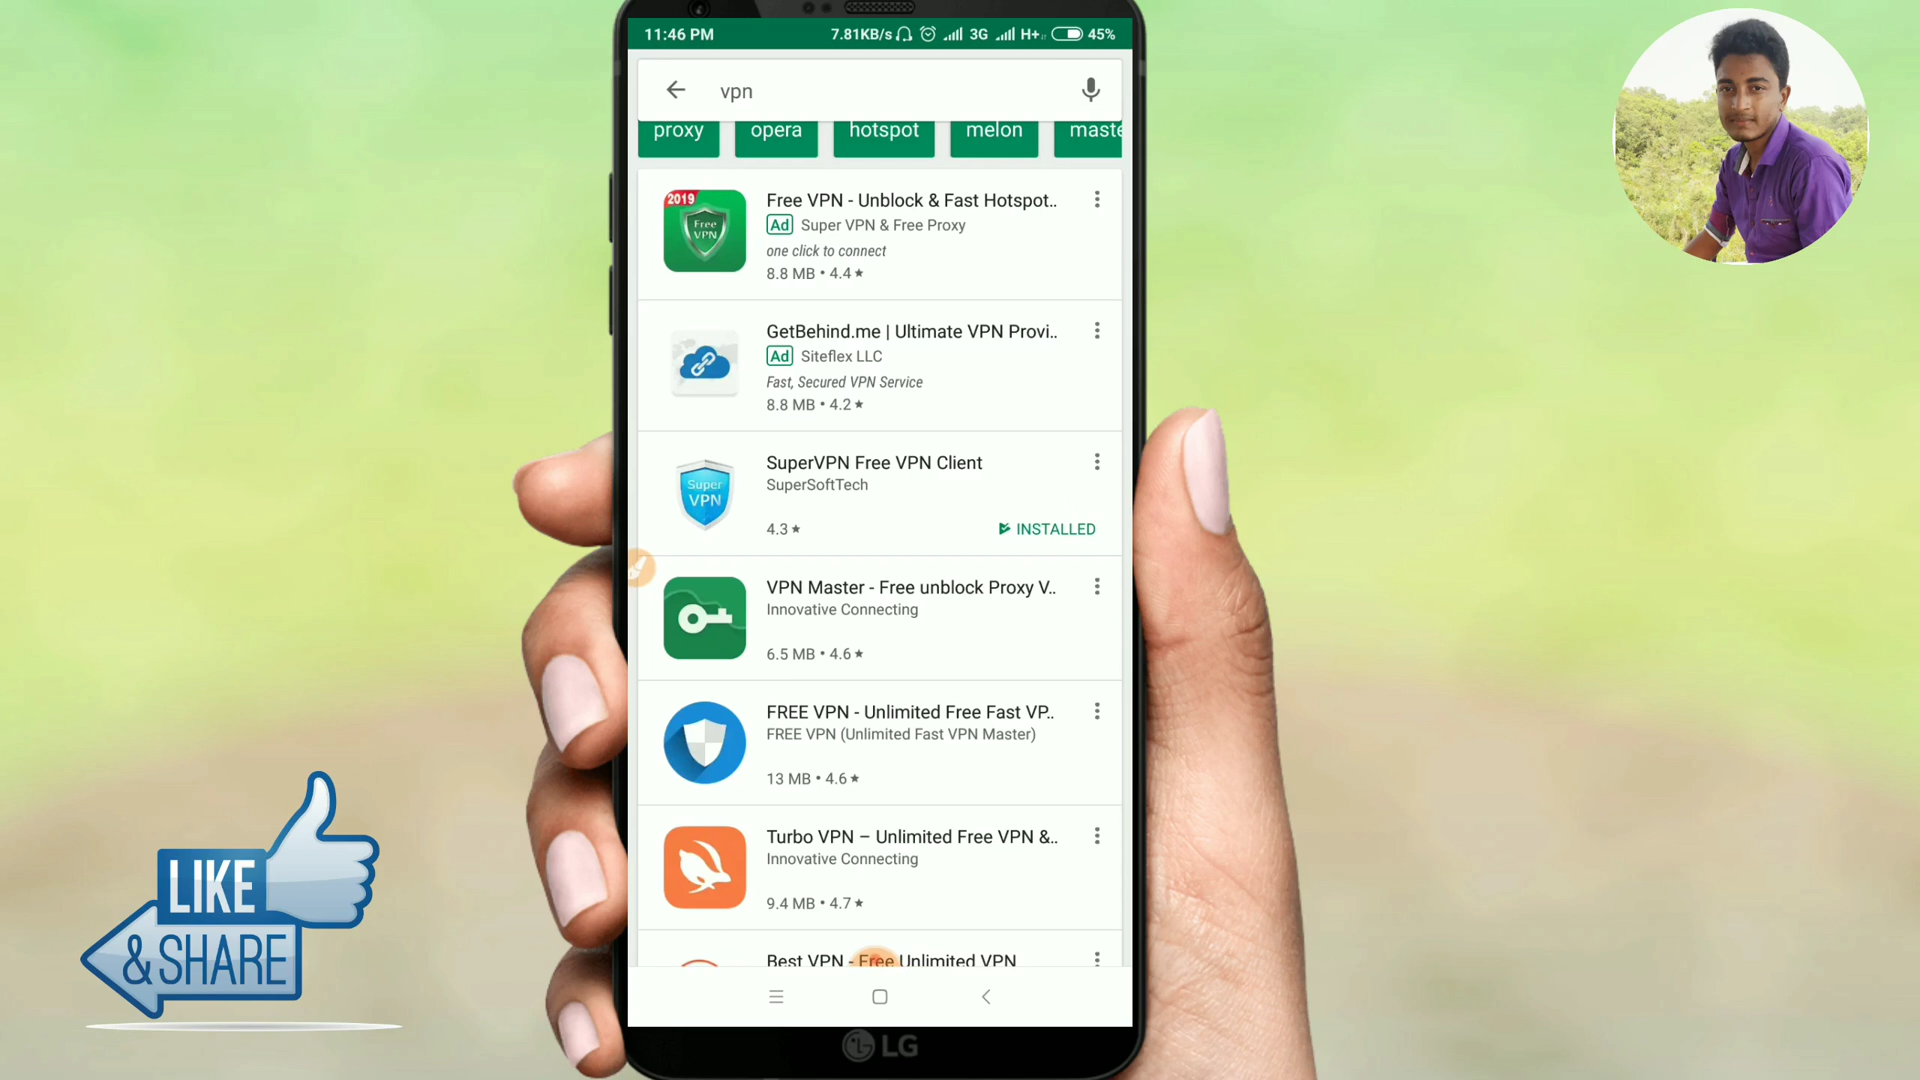 11:46 PM 7.81KB/s 3G H+ 45%
vpn
proxy opera hotspot melon maste
2019
Free VPN
Free VPN - Unblock & Fast Hotspot..
Ad Super VPN & Free Proxy
one click to connect
8.8 MB • 4.4 ★
GetBehind.me | Ultimate VPN Provi..
Ad Siteflex LLC
Fast, Secured VPN Service
8.8 MB • 4.2 ★
Super VPN
SuperVPN Free VPN Client
SuperSoftTech
4.3 ★ INSTALLED
VPN Master - Free unblock Proxy V..
Innovative Connecting
6.5 MB • 4.6 ★
FREE VPN - Unlimited Free Fast VP..
FREE VPN (Unlimited Fast VPN Master)
13 MB • 4.6 ★
Turbo VPN – Unlimited Free VPN &..
Innovative Connecting
9.4 MB • 4.7 ★
Best VPN - Free Unlimited VPN
LG
LIKE
& SHARE